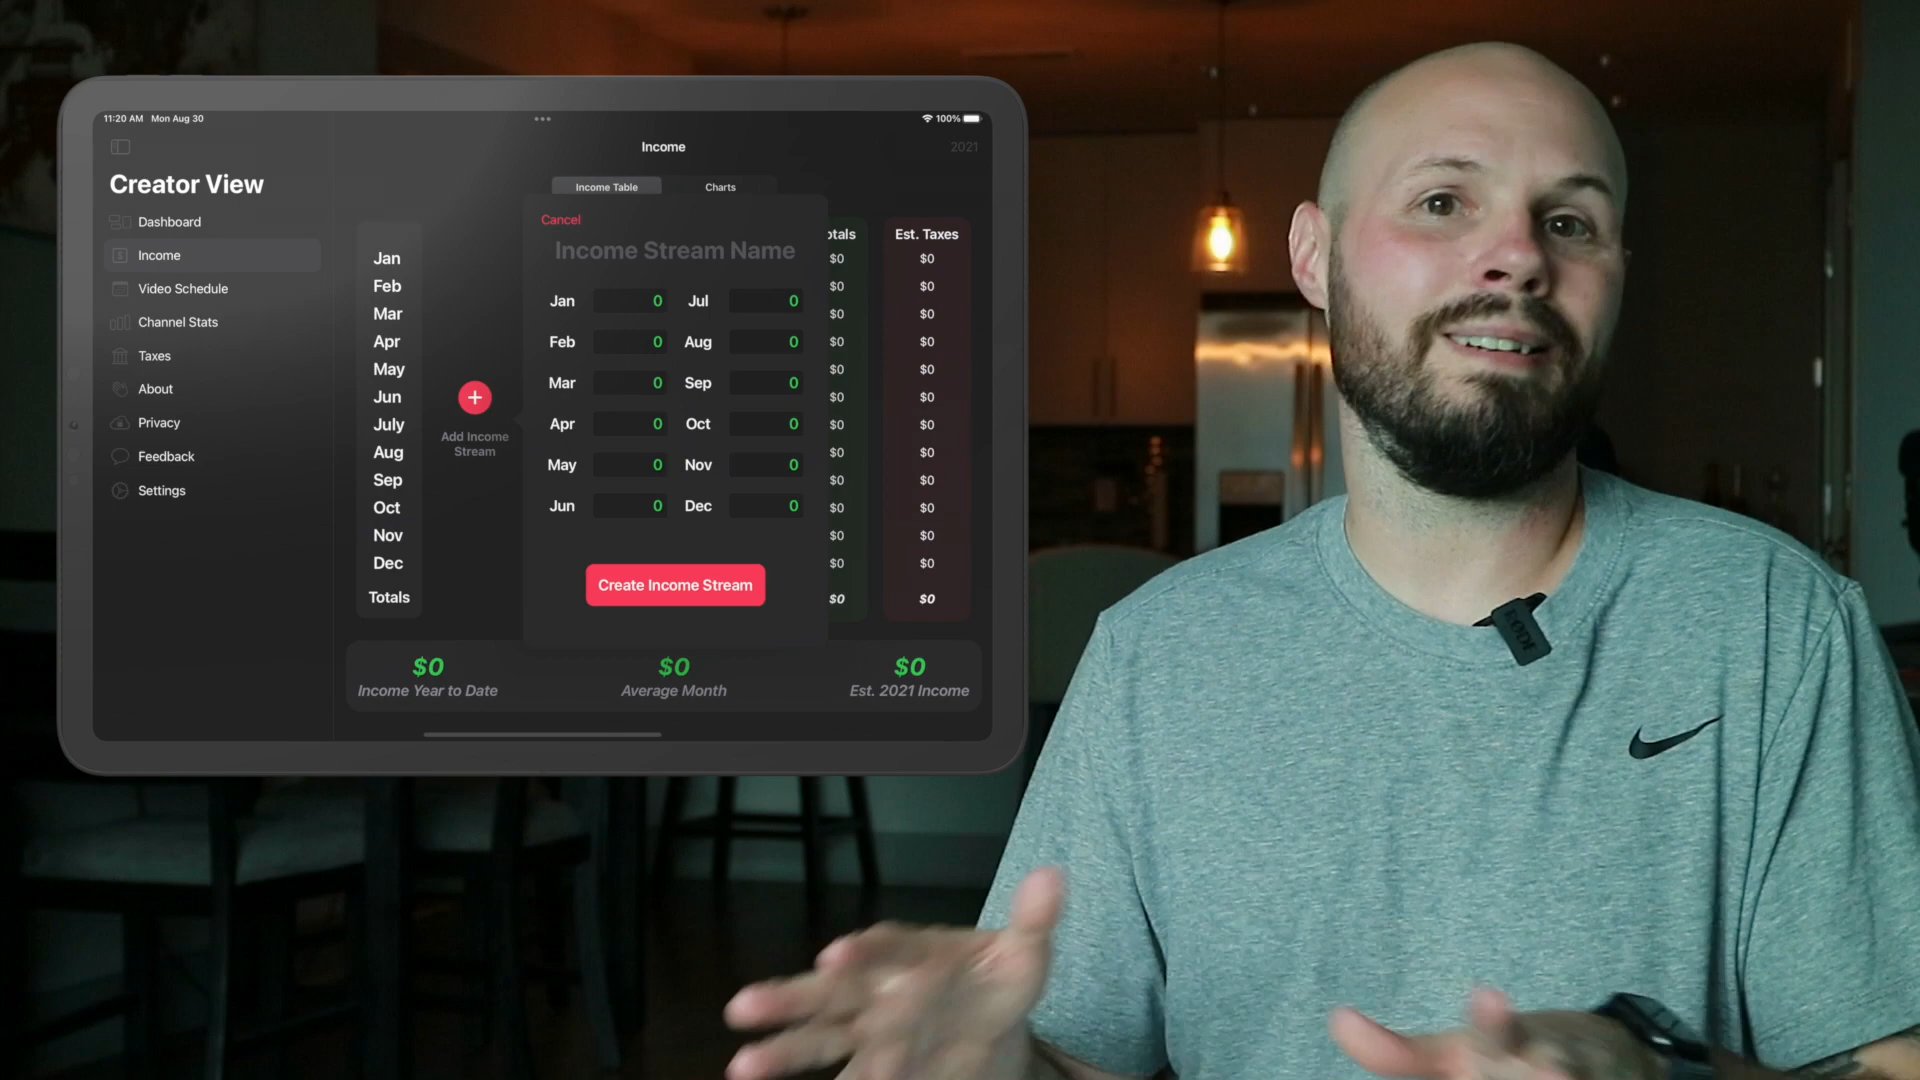 11:20 AM Mon Aug 30
100%
Income
2021
Creator View
Dashboard
Income
Video Schedule
Channel Stats
Taxes
About
Privacy
Feedback
Settings
Income Table
Charts
Jan
Feb
Mar
Apr
May
Jun
July
Aug
Sep
Oct
Nov
Dec
Totals
Add Income
Stream
Cancel
Income Stream Name
Jan 0 Jul 0
Feb 0 Aug 0
Mar 0 Sep 0
Apr 0 Oct 0
May 0 Nov 0
Jun 0 Dec 0
Create Income Stream
otals
$0
$0
$0
$0
$0
$0
$0
$0
$0
$0
$0
$0
$0
Est. Taxes
$0
$0
$0
$0
$0
$0
$0
$0
$0
$0
$0
$0
$0
$0
Income Year to Date
$0
Average Month
$0
Est. 2021 Income
RODE